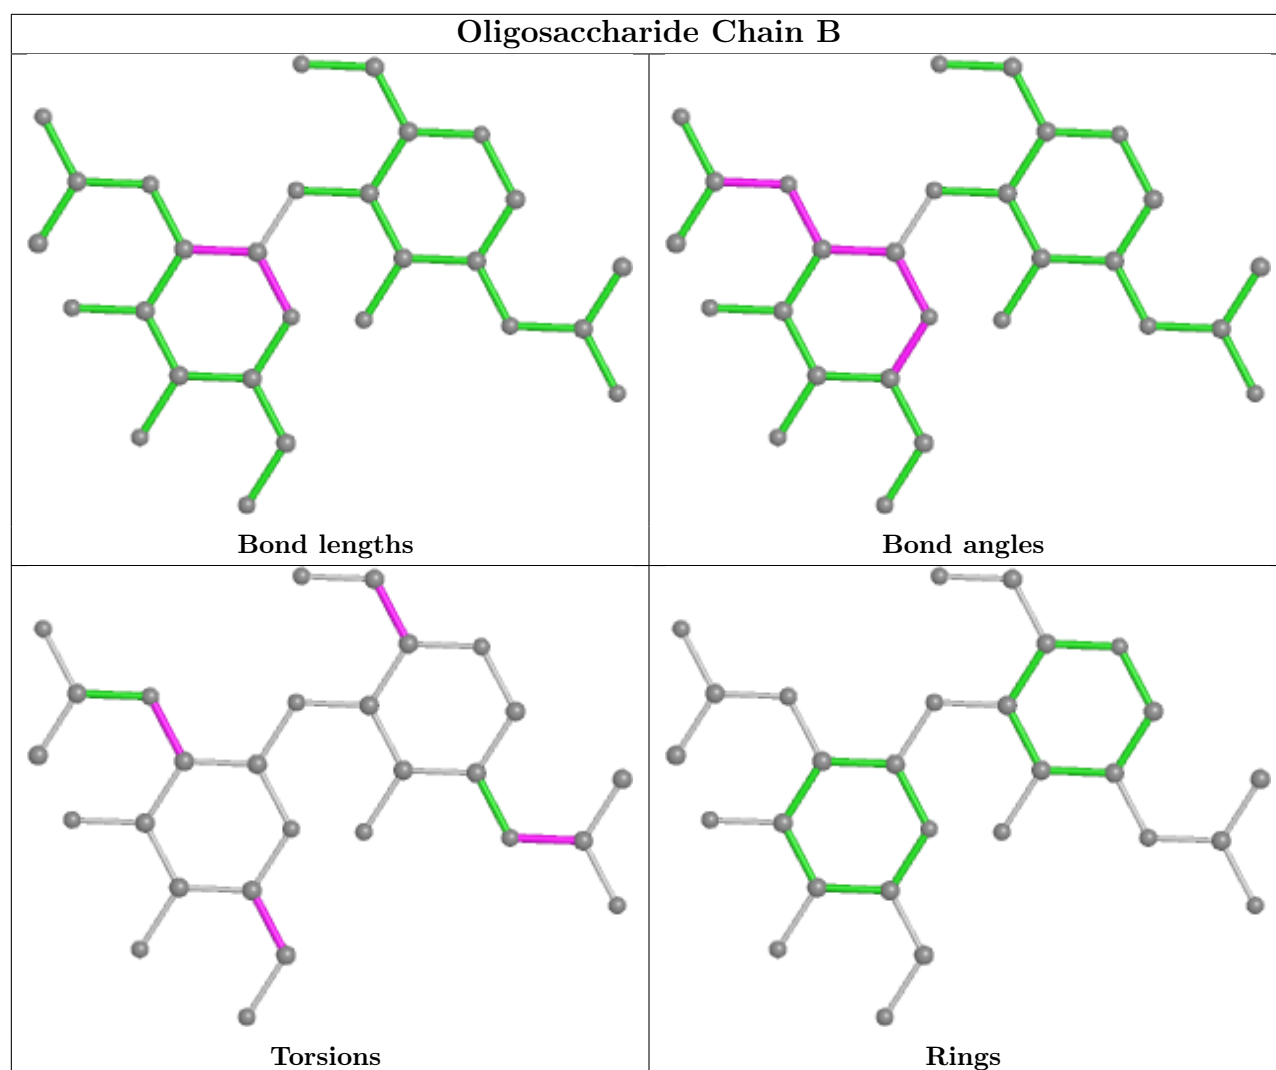 Oligosaccharide Chain B
Bond lengths
Bond angles
Torsions
Rings